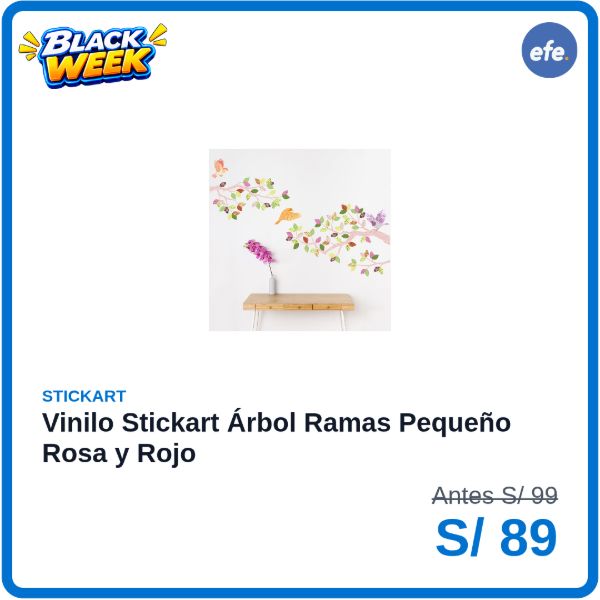 BLACK
WEEK
efe.
STICKART
Vinilo Stickart Árbol Ramas Pequeño
Rosa y Rojo
Antes S/ 99
S/ 89